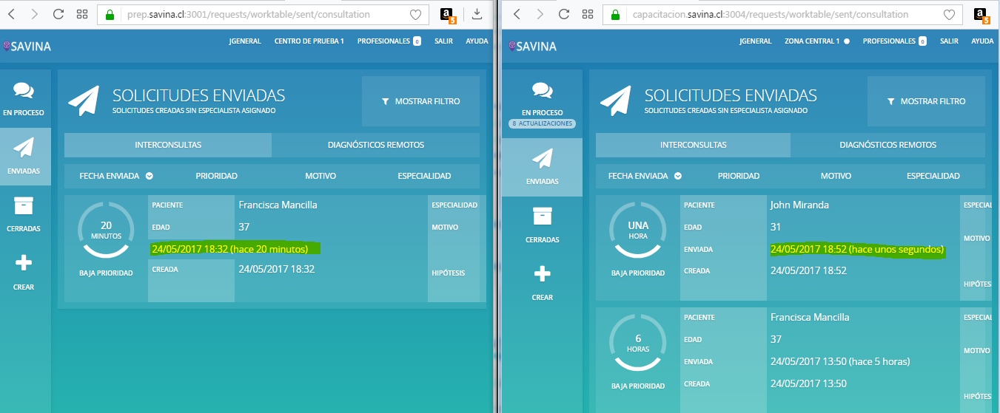 prep.savina.cl:3001/requests/worktable/sent/consultation
5
SAVINA
JGENERAL CENTRO DE PRUEBA 1 PROFESIONALES 0 SALIR AYUDA
EN PROCESO
ENVIADAS
CERRADAS
CREAR
SOLICITUDES ENVIADAS
SOLICITUDES CREADAS SIN ESPECIALISTA ASIGNADO
MOSTRAR FILTRO
INTERCONSULTAS DIAGNÓSTICOS REMOTOS
FECHA ENVIADA PRIORIDAD MOTIVO ESPECIALIDAD
20
MINUTOS
BAJA PRIORIDAD
PACIENTE Francisca Mancilla
EDAD 37
24/05/2017 18:32 (hace 20 minutos)
CREADA 24/05/2017 18:32
ESPECIALIDAD
MOTIVO
HIPÓTESIS
capacitacion.savina.cl:3004/requests/worktable/sent/consultation
5
SAVINA
JGENERAL ZONA CENTRAL 1 PROFESIONALES 0 SALIR AYUDA
EN PROCESO
8 ACTUALIZACIONES
ENVIADAS
CERRADAS
CREAR
SOLICITUDES ENVIADAS
SOLICITUDES CREADAS SIN ESPECIALISTA ASIGNADO
MOSTRAR FILTRO
INTERCONSULTAS DIAGNÓSTICOS REMOTOS
FECHA ENVIADA PRIORIDAD MOTIVO ESPECIALIDAD
UNA
HORA
BAJA PRIORIDAD
PACIENTE John Miranda
EDAD 31
ENVIADA 24/05/2017 18:52 (hace unos segundos)
CREADA 24/05/2017 18:52
ESPECIAL
MOTIVO
HIPÓTES
6
HORAS
BAJA PRIORIDAD
PACIENTE Francisca Mancilla
EDAD 37
ENVIADA 24/05/2017 13:50 (hace 5 horas)
CREADA 24/05/2017 13:50
ESPECIAL
MOTIVO
HIPÓTES